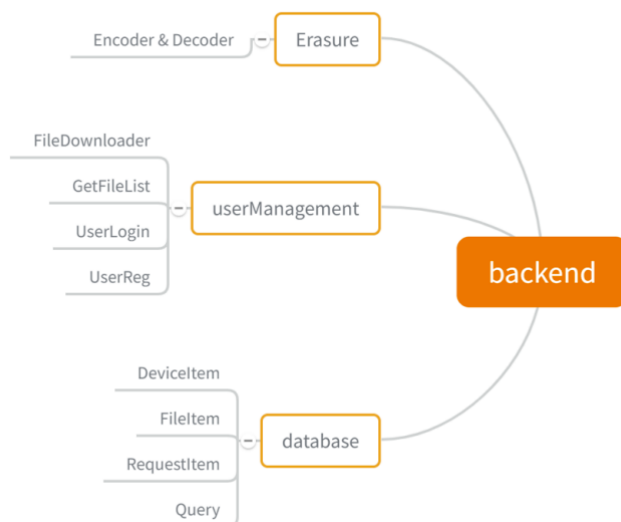 Encoder & Decoder
Erasure
FileDownloader
GetFileList
UserLogin
UserReg
userManagement
backend
DeviceItem
FileItem
RequestItem
Query
database